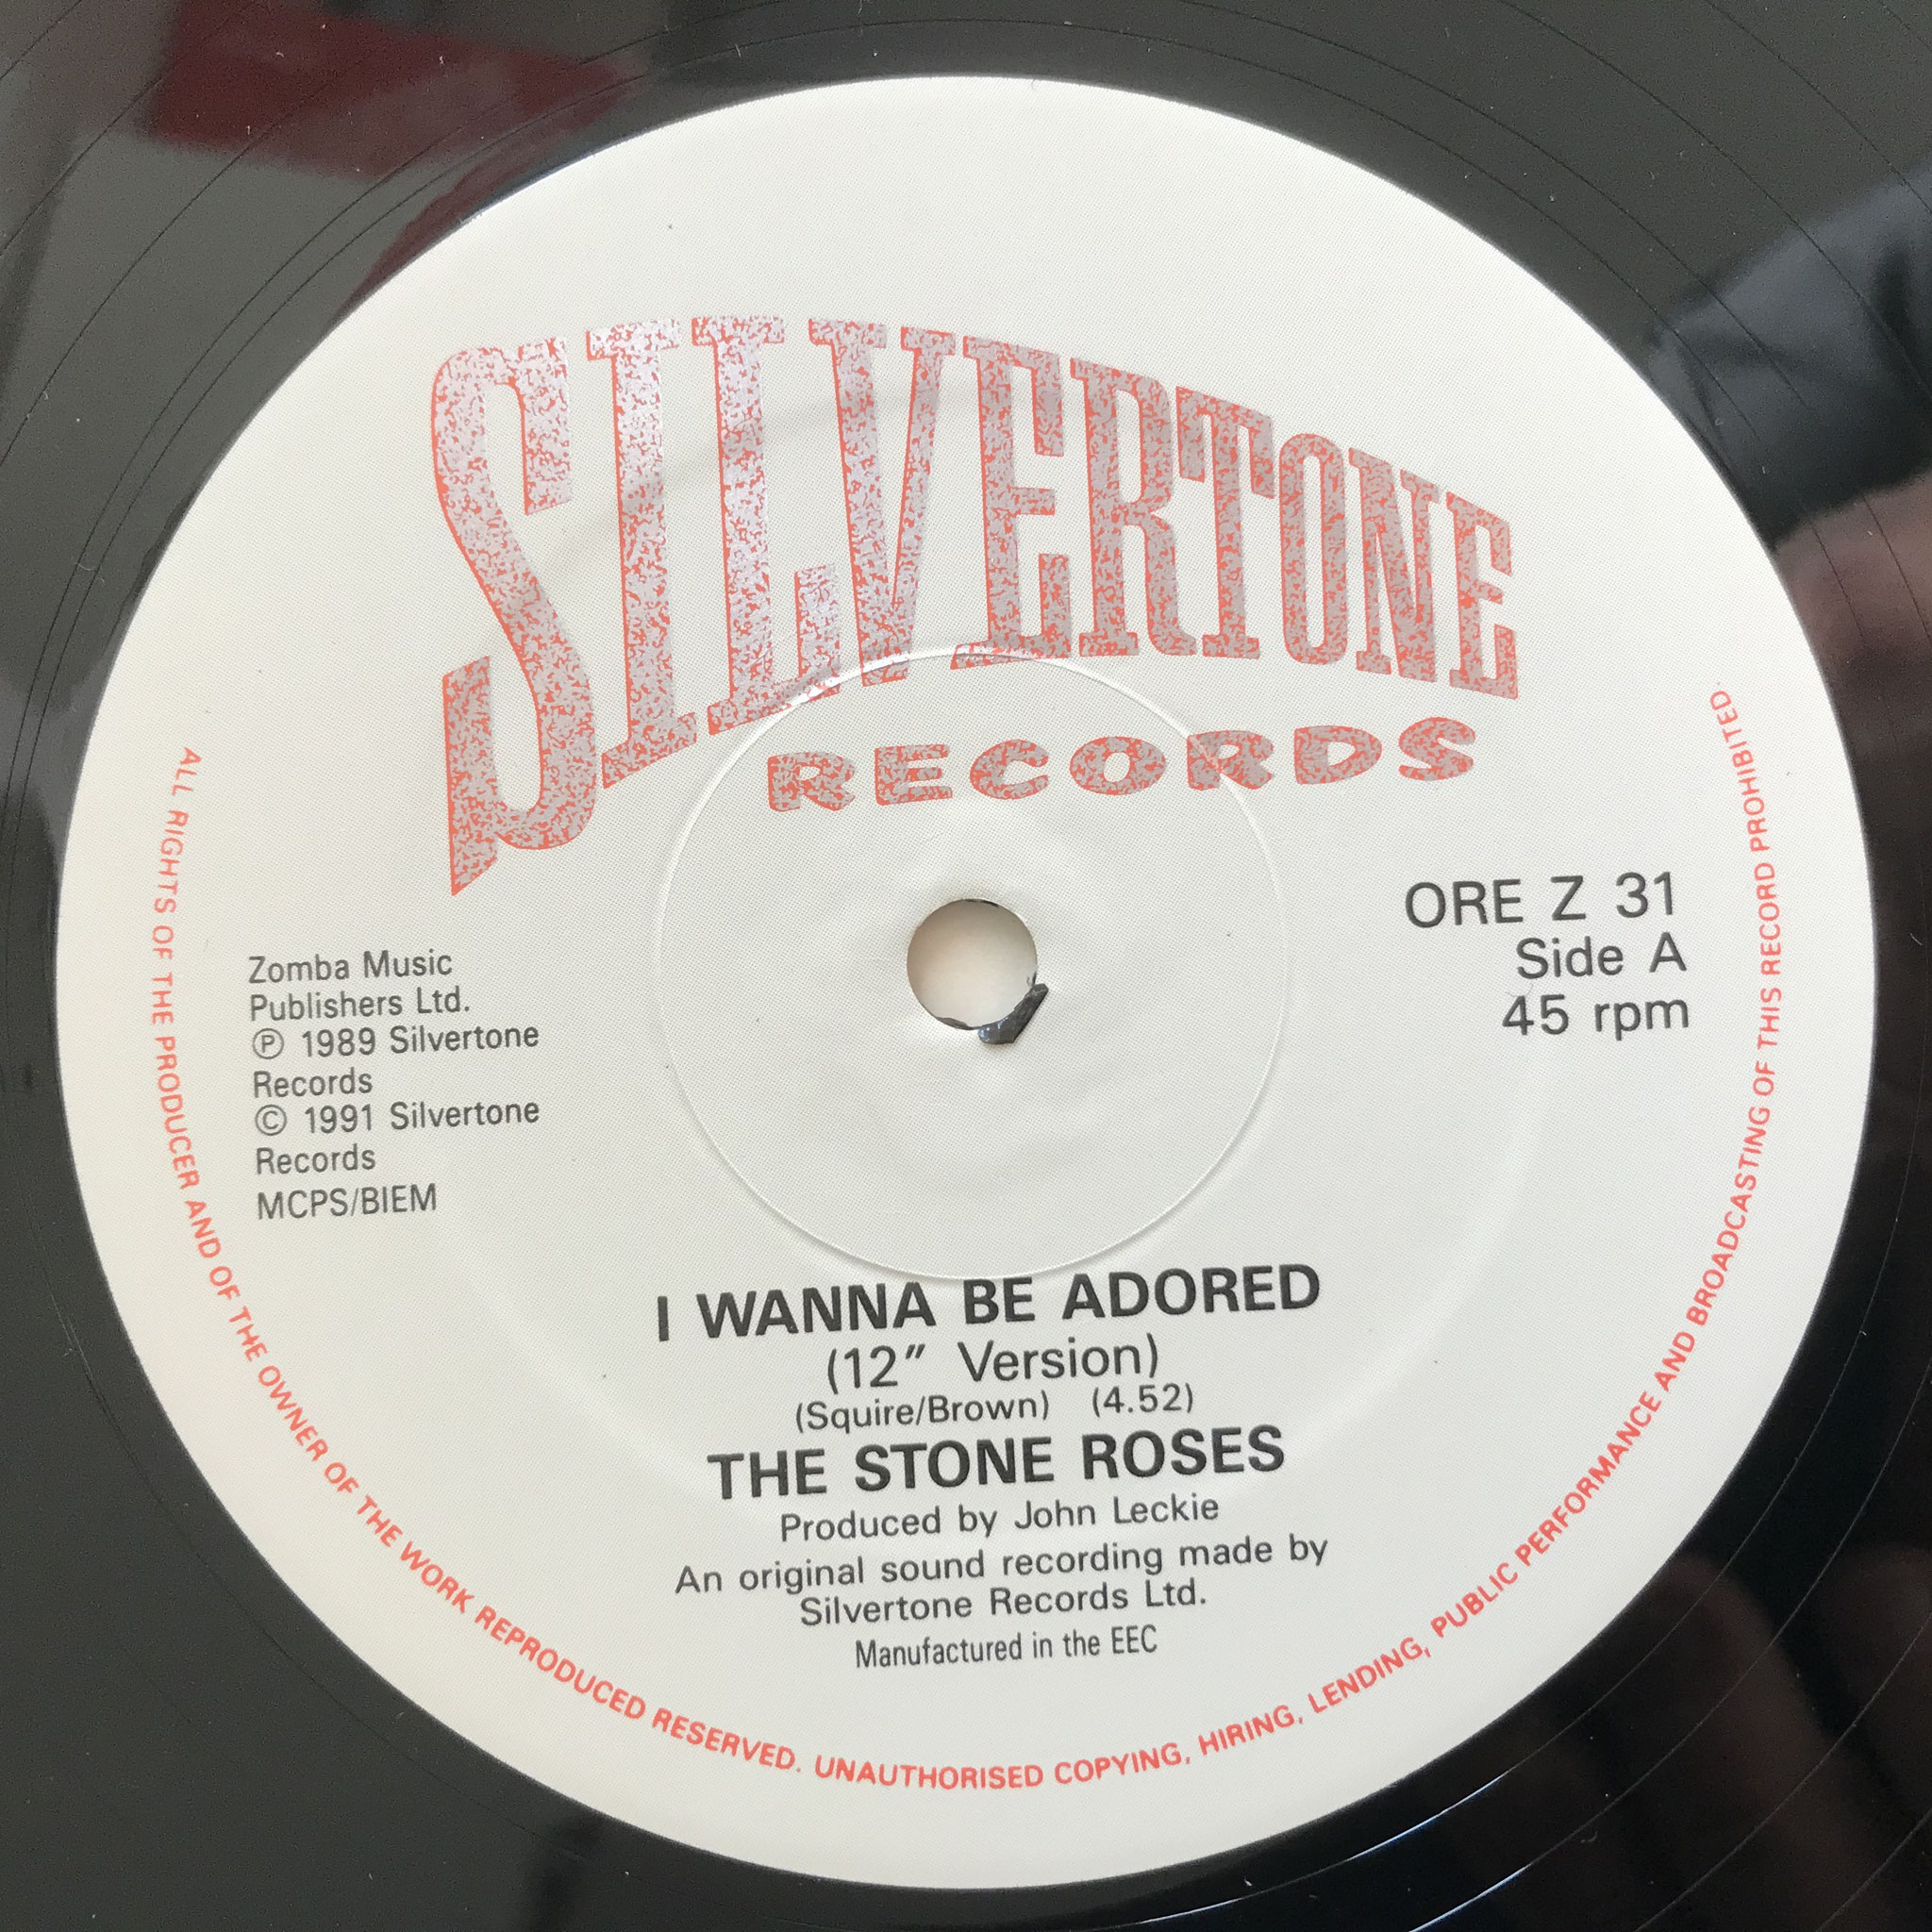 SILVERTONE
RECORDS
ORE Z 31
Side A
45 rpm
Zomba Music
Publishers Ltd.
Ⓟ 1989 Silvertone
Records
© 1991 Silvertone
Records
MCPS/BIEM
I WANNA BE ADORED
(12" Version)
(Squire/Brown) (4.52)
THE STONE ROSES
Produced by John Leckie
An original sound recording made by
Silvertone Records Ltd.
Manufactured in the EEC
ALL RIGHTS OF THE PRODUCER AND OF THE OWNER OF THE WORK REPRODUCED RESERVED. UNAUTHORISED COPYING, HIRING, LENDING, PUBLIC PERFORMANCE AND BROADCASTING OF THIS RECORD PROHIBITED